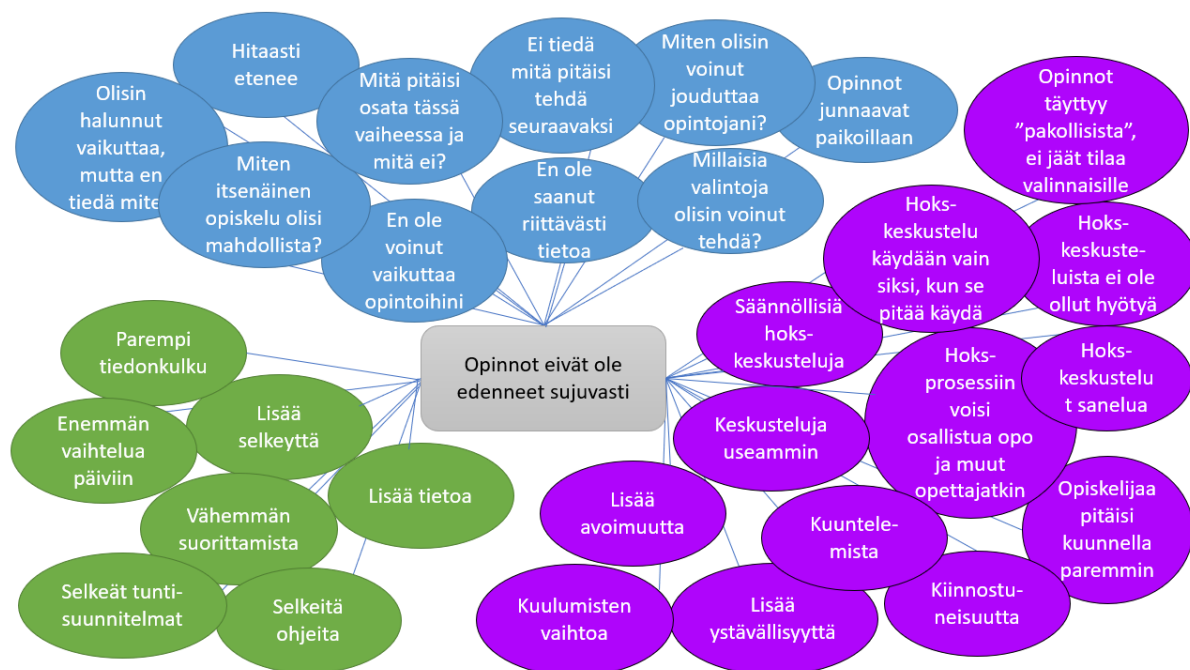 Hitaasti
etenee
Olisin
halunnut
vaikuttaa,
mutta en
tiedä mite
Mitä pitäisi
osata tässä
vaiheessa ja
mitä ei?
Ei tiedä
mitä pitäisi
tehdä
seuraavaksi
Miten olisin
voinut
jouduttaa
opintojani?
Opinnot
junnaavat
paikoillaan
Miten
itsenäinen
opiskelu olisi
mahdollista?
En ole
voinut
vaikuttaa
opintoihini
En ole
saanut
riittävästi
tietoa
Millaisia
valintoja
olisin voinut
tehdä?
Opinnot eivät ole
edenneet sujuvasti
Opinnot
täyttyy
”pakollisista”,
ei jäät tilaa
valinnaisille
Hoks-
keskustelu
käydään vain
siksi, kun se
pitää käydä
Hoks-
keskuste-
luista ei ole
ollut hyötyä
Säännöllisiä
hoks-
keskusteluja
Hoks-
prosessiin
voisi
osallistua opo
ja muut
opettajatkin
Hoks-
keskustelu
t sanelua
Keskusteluja
useammin
Lisää
avoimuutta
Kuuntele-
mista
Opiskelijaa
pitäisi
kuunnella
paremmin
Kuulumisten
vaihtoa
Lisää
ystävällisyyttä
Kiinnostu-
neisuutta
Parempi
tiedonkulku
Enemmän
vaihtelua
päiviin
Lisää
selkeyttä
Lisää tietoa
Vähemmän
suorittamista
Selkeät tunti-
suunnitelmat
Selkeitä
ohjeita